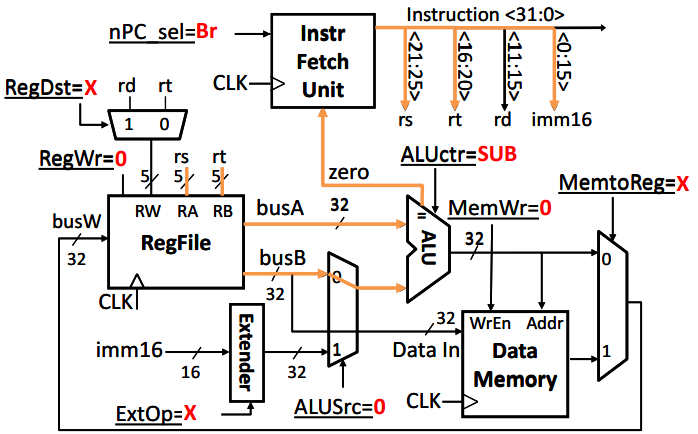 Instruction <31:0>
nPC_sel=Br
Instr
Fetch
Unit
<21:25>
<16:20>
<11:15>
<0:15>
CLK
RegDst=X
rd
rt
rs
rt
rd
imm16
1
0
RegWr=0
rs
rt
zero
ALUctr=SUB
5
5
5
MemtoReg=X
RW
RA
RB
busA
32
=
ALU
MemWr=0
busW
32
RegFile
busB
32
0
32
0
CLK
32
WrEn
Addr
imm16
16
Extender
32
1
Data In
Data
Memory
1
CLK
ExtOp=X
ALUSrc=0